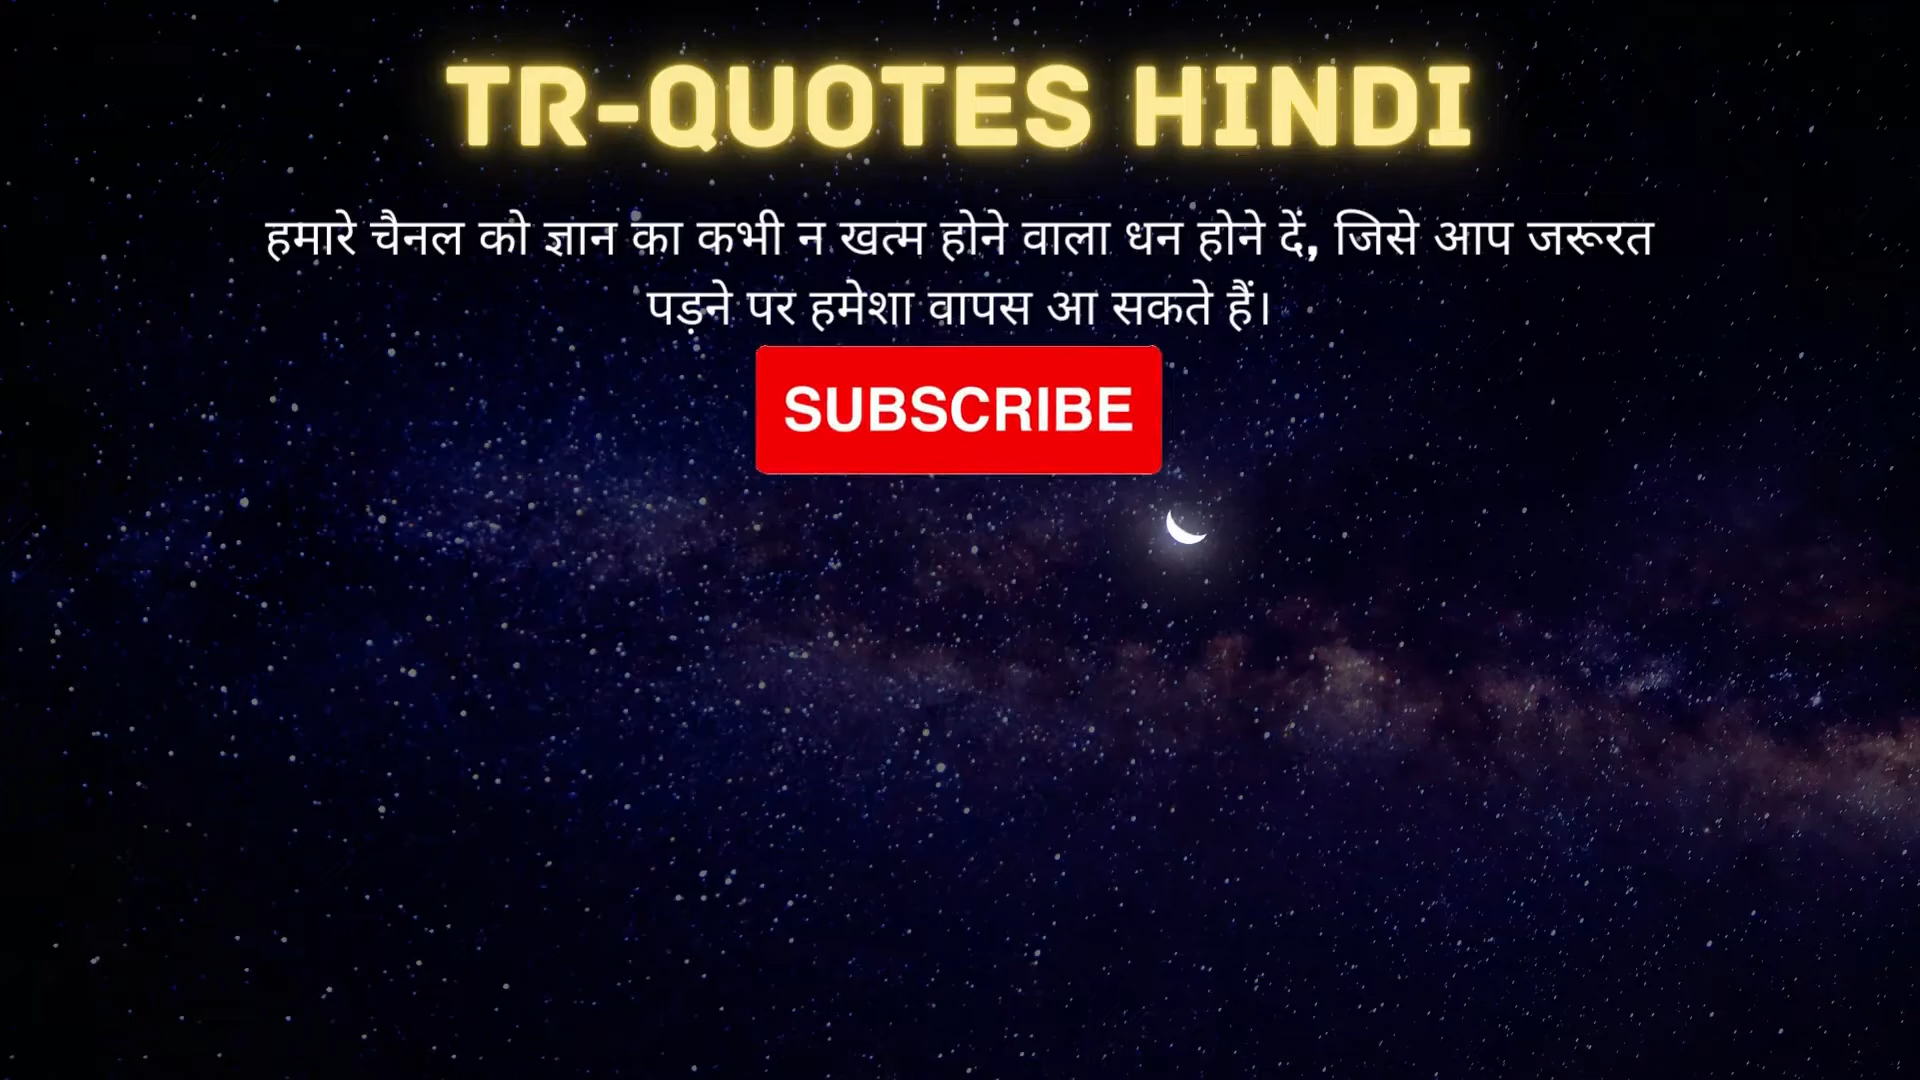 TR-QUOTES HINDI
हमारे चैनल को ज्ञान का कभी न खत्म होने वाला धन होने दें, जिसे आप जरूरत
पड़ने पर हमेशा वापस आ सकते हैं।
SUBSCRIBE